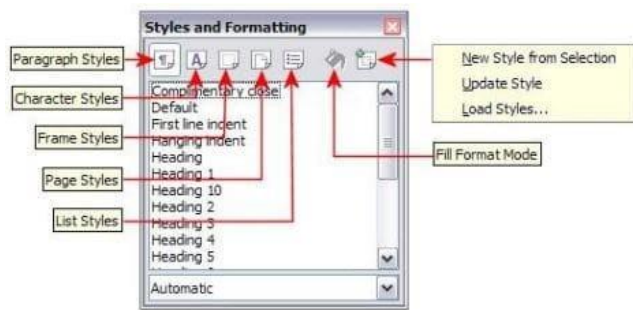 Styles and Formatting
Paragraph Styles
Character Styles
Frame Styles
Page Styles
List Styles
New Style from Selection
Update Style
Load Styles...
Fill Format Mode
Complimentary close
Default
First line indent
Hanging indent
Heading
Heading 1
Heading 10
Heading 2
Heading 3
Heading 4
Heading 5
Automatic